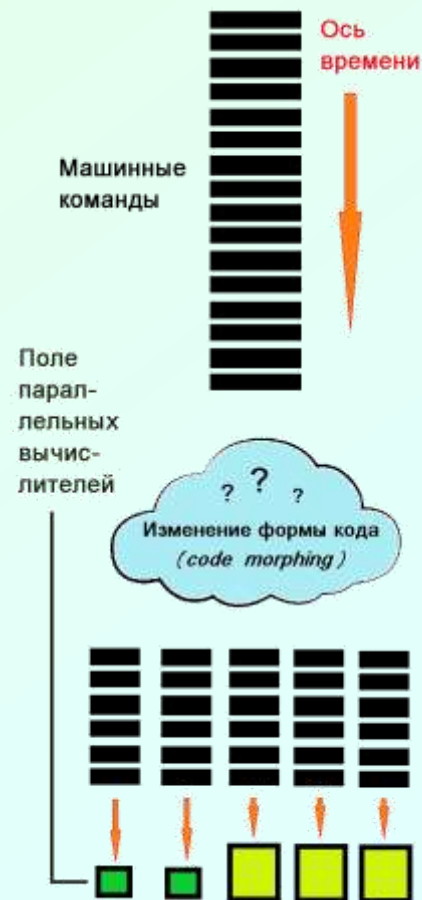 Ось
времени
Машинные
команды
Поле
парал-
лельных
вычис-
лителей
? ? ?
Изменение формы кода
(code morphing)